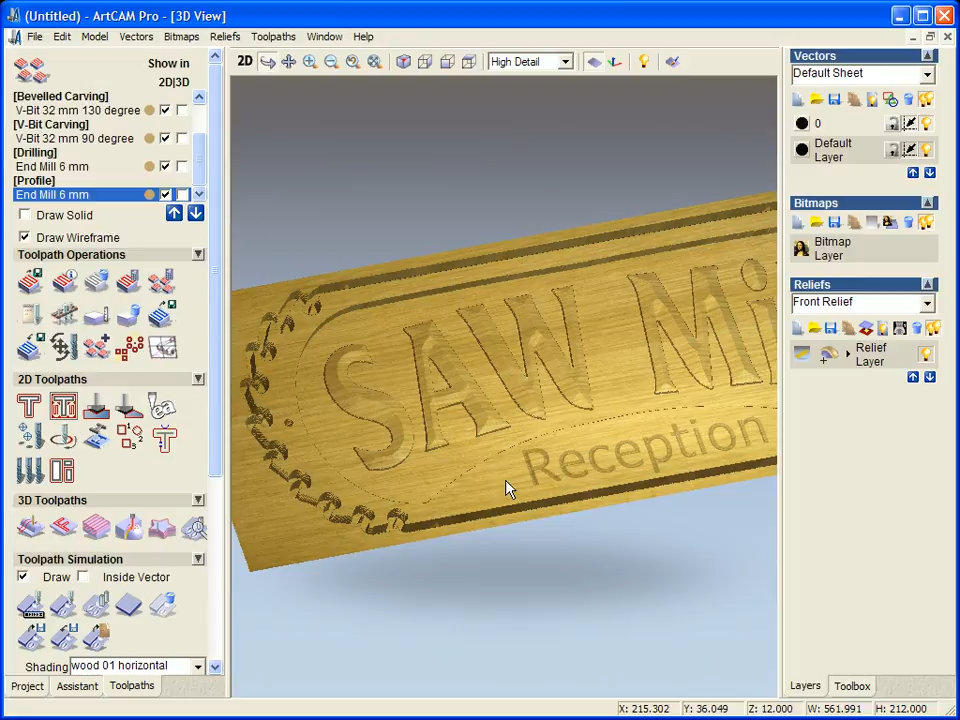 (Untitled) - ArtCAM Pro - [3D View]
File Edit Model Vectors Bitmaps Reliefs Toolpaths Window Help
Show in
2D|3D
[Bevelled Carving]
V-Bit 32 mm 130 degree
[V-Bit Carving]
V-Bit 32 mm 90 degree
[Drilling]
End Mill 6 mm
[Profile]
End Mill 6 mm
Draw Solid
Draw Wireframe
Toolpath Operations
2D Toolpaths
3D Toolpaths
Toolpath Simulation
Draw Inside Vector
Shading wood 01 horizontal
Project Assistant Toolpaths
2D High Detail
SAW Mi
Reception
Vectors
Default Sheet
0
Default
Layer
Bitmaps
Bitmap
Layer
Reliefs
Front Relief
Relief
Layer
Layers Toolbox
X: 215.302 Y: 36.049 Z: 12.000 W: 561.991 H: 212.000